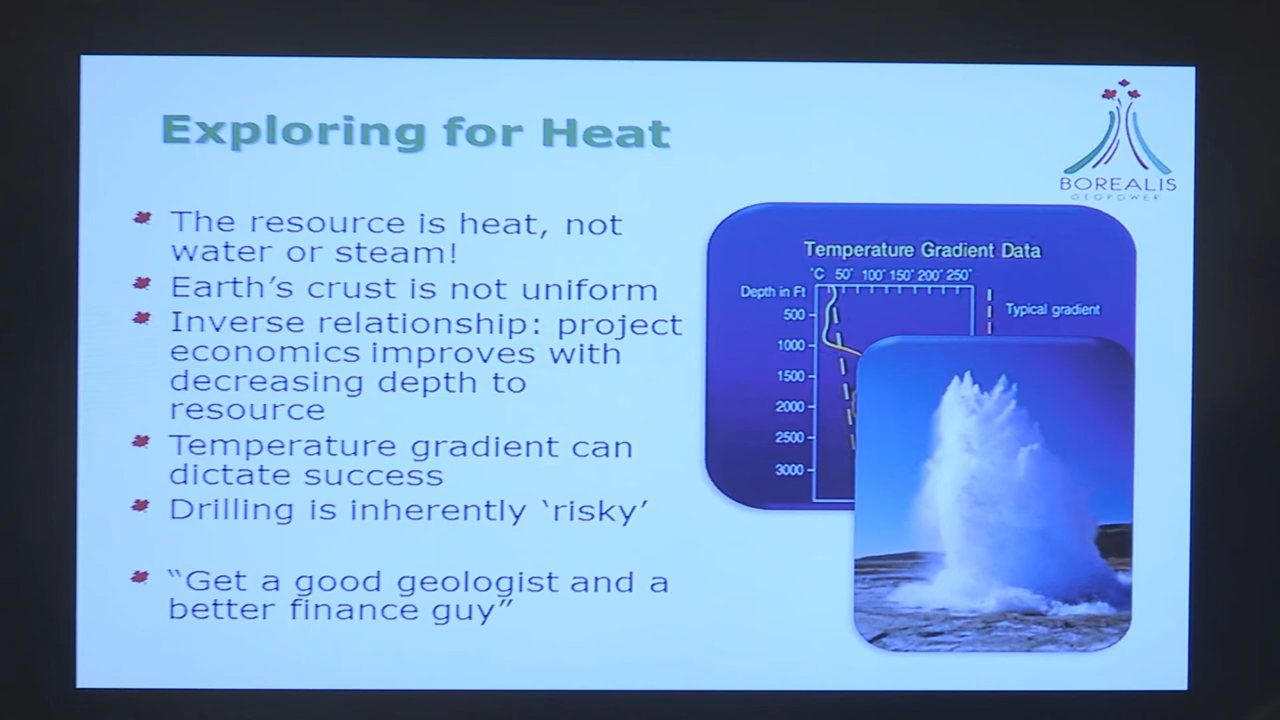 Exploring for Heat
BOREALIS
GEOPOWER
The resource is heat, not
water or steam!
Earth's crust is not uniform
Inverse relationship: project
economics improves with
decreasing depth to
resource
Temperature gradient can
dictate success
Drilling is inherently ‘risky’
“Get a good geologist and a
better finance guy”
Temperature Gradient Data
°C 50° 100° 150° 200° 250°
Depth in Ft
Typical gradient
500
1000
1500
2000
2500
3000